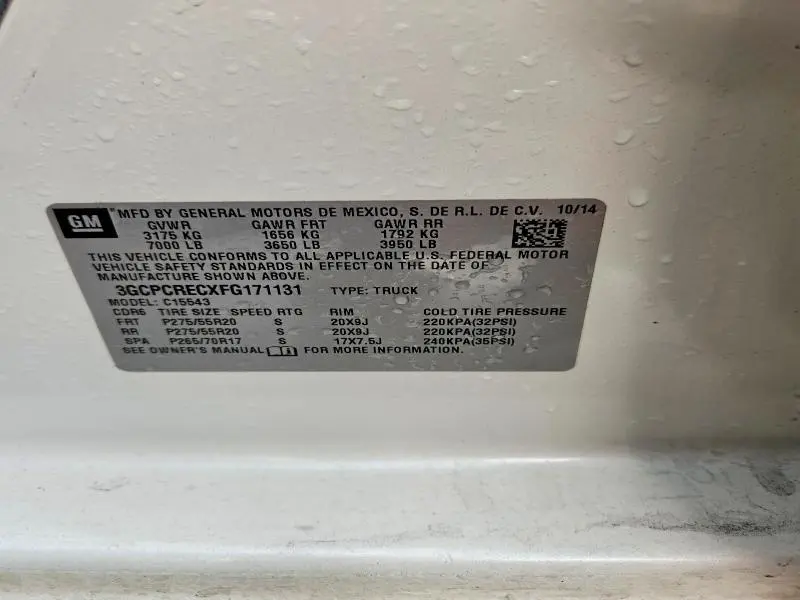 GM MFD BY GENERAL MOTORS DE MEXICO, S. DE R.L. DE C.V. 10/14
GVWR GAWR FRT GAWR RR
3175 KG 1656 KG 1792 KG
7000 LB 3650 LB 3950 LB
THIS VEHICLE CONFORMS TO ALL APPLICABLE U.S. FEDERAL MOTOR
VEHICLE SAFETY STANDARDS IN EFFECT ON THE DATE OF
MANUFACTURE SHOWN ABOVE.
3GCPCRECXFG171131 TYPE: TRUCK
MODEL: C15543
CDR6 TIRE SIZE SPEED RTG RIM COLD TIRE PRESSURE
FRT P275/55R20 S 20X9J 220KPA(32PSI)
RR P275/55R20 S 20X9J 220KPA(32PSI)
SPA P265/70R17 S 17X7.5J 240KPA(35PSI)
SEE OWNER'S MANUAL FOR MORE INFORMATION.